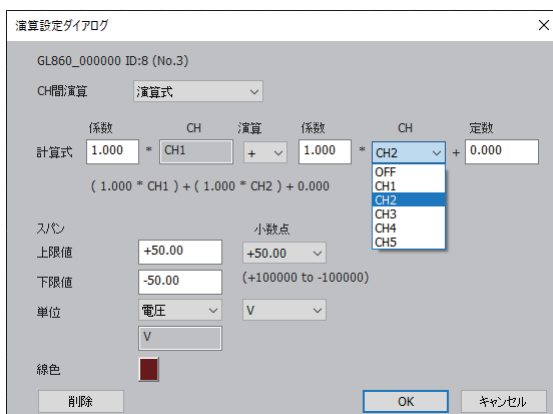 演算設定ダイアログ
GL860_000000 ID:8 (No.3)
CH間演算 演算式
係数 CH 演算 係数 CH 定数
計算式 1.000 * CH1 + 1.000 * CH2 + 0.000
OFF
CH1
CH2
CH3
CH4
CH5
( 1.000 * CH1 ) + ( 1.000 * CH2 ) + 0.000
スパン 小数点
上限値 +50.00 +50.00
下限値 -50.00 (+100000 to -100000)
単位 電圧 V
V
線色
削除 OK キャンセル